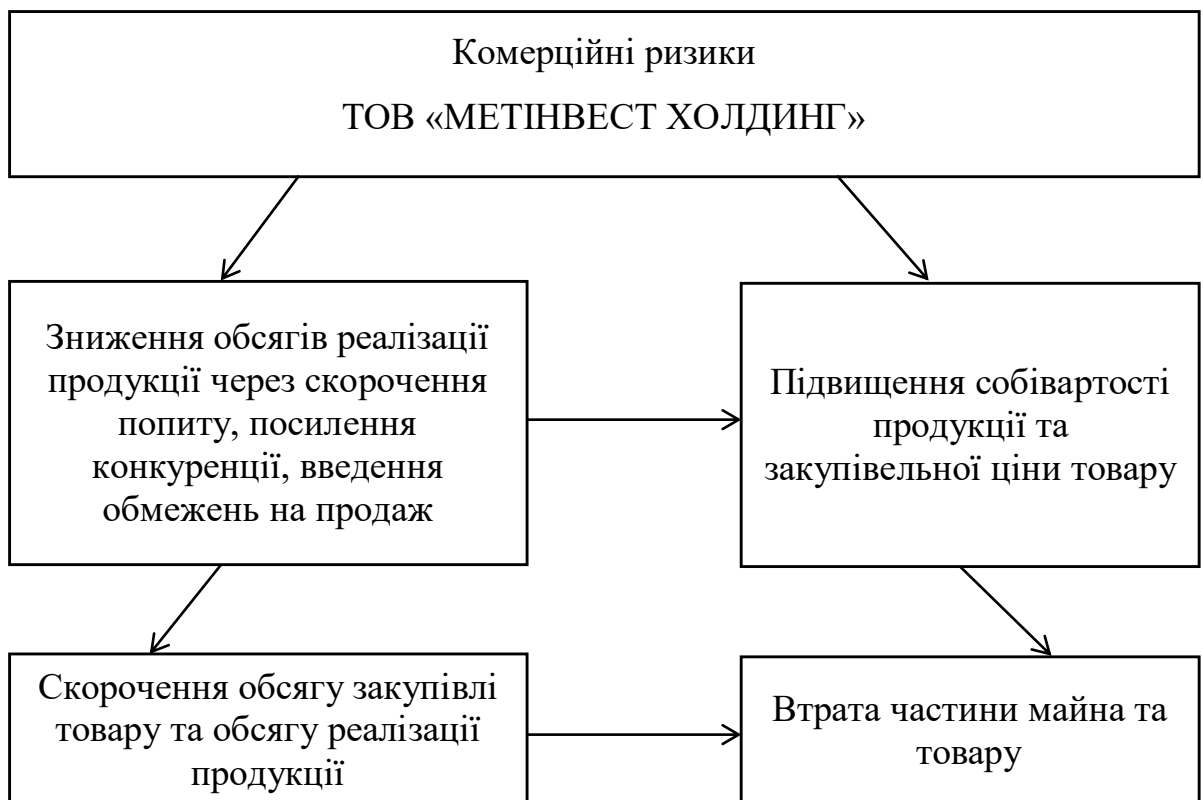 Комерційні ризики
ТОВ «МЕТІНВЕСТ ХОЛДИНГ»
Зниження обсягів реалізації
продукції через скорочення
попиту, посилення
конкуренції, введення
обмежень на продаж
Підвищення собівартості
продукції та
закупівельної ціни товару
Скорочення обсягу закупівлі
товару та обсягу реалізації
продукції
Втрата частини майна та
товару